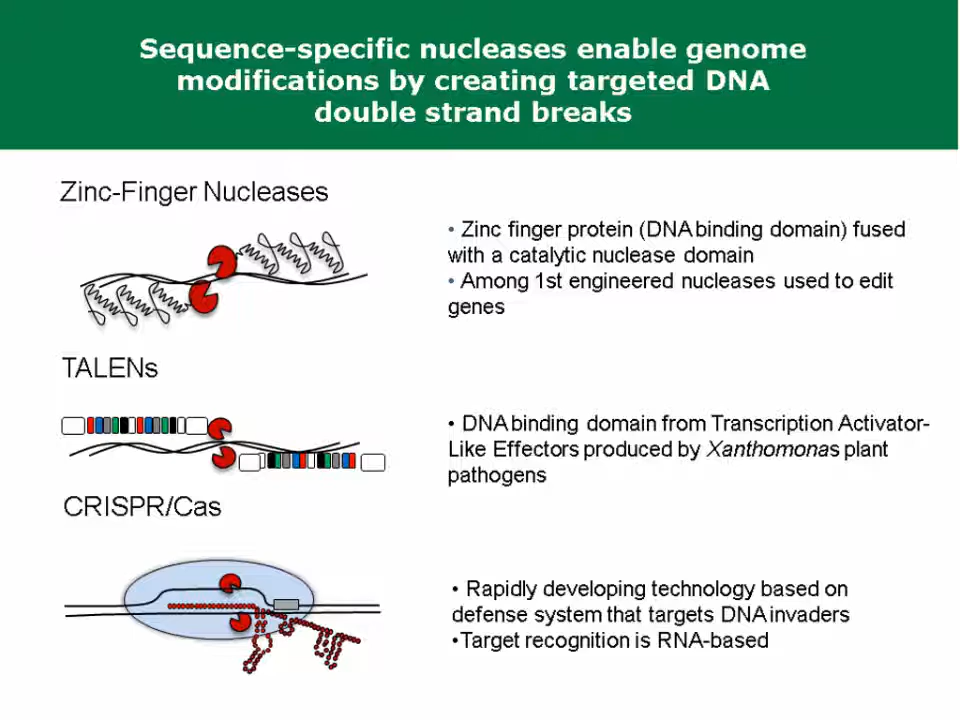 Sequence-specific nucleases enable genome
modifications by creating targeted DNA
double strand breaks
Zinc-Finger Nucleases
• Zinc finger protein (DNA binding domain) fused
with a catalytic nuclease domain
• Among 1st engineered nucleases used to edit
genes
TALENs
• DNA binding domain from Transcription Activator-
Like Effectors produced by Xanthomonas plant
pathogens
CRISPR/Cas
• Rapidly developing technology based on
defense system that targets DNA invaders
•Target recognition is RNA-based